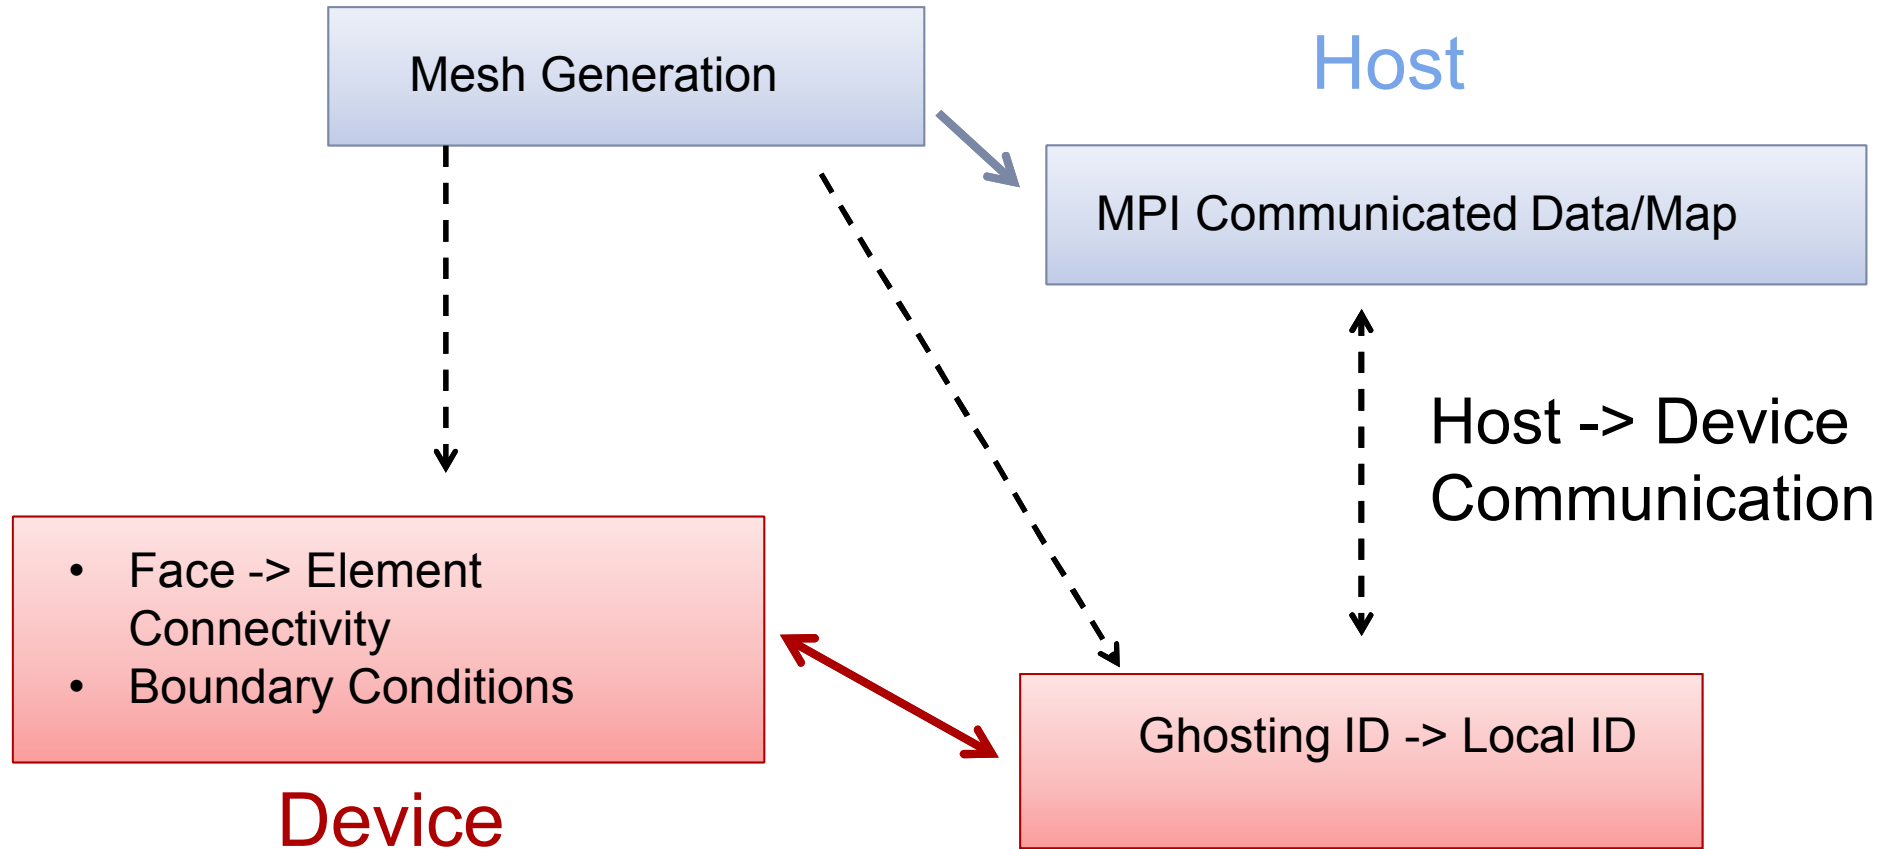 Mesh Generation
Host
MPI Communicated Data/Map
Host -> Device
Communication
• Face -> Element
Connectivity
• Boundary Conditions
Ghosting ID -> Local ID
Device